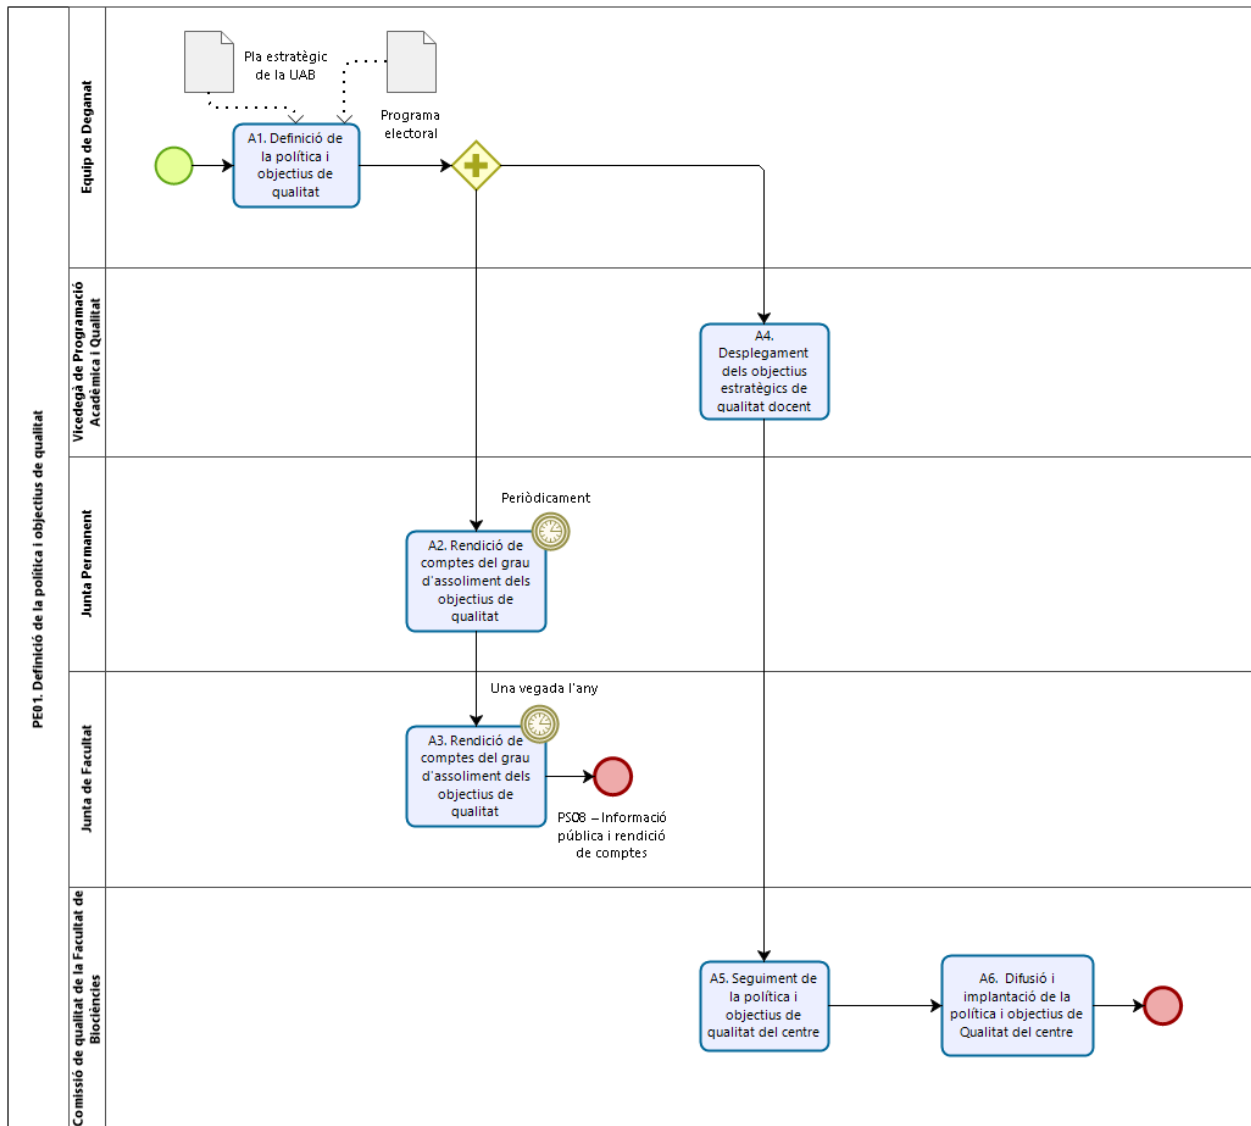 PE01. Definició de la política i objectius de qualitat
Equip de Deganat
Pla estratègic
de la UAB
Programa
electoral
A1. Definició de
la política i
objectius de
qualitat
Vicedegà de Programació
Acadèmica i Qualitat
A4.
Desplegament
dels objectius
estratègics de
qualitat docent
Junta Permanent
Periòdicament
A2. Rendició de
comptes del grau
d'assoliment dels
objectius de
qualitat
Junta de Facultat
Una vegada l'any
A3. Rendició de
comptes del grau
d'assoliment dels
objectius de
qualitat
PS08 – Informació
pública i rendició
de comptes
Comissió de qualitat de la Facultat de
Biociències
A5. Seguiment de
la política i
objectius de
qualitat del centre
A6. Difusió i
implantació de la
política i objectius de
Qualitat del centre